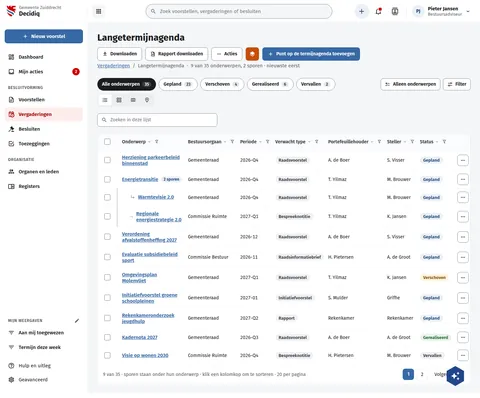 Gemeente Zuiddrecht
Decidiq
Zoek voorstellen, vergaderingen of besluiten
PJ
Pieter Jansen
Bestuursadviseur
+ Nieuw voorstel
Dashboard
Mijn acties
2
BESLUITVORMING
Voorstellen
Vergaderingen
Besluiten
Toezeggingen
ORGANISATIE
Organen en leden
Registers
MIJN WEERGAVEN
Aan mij toegewezen
Termijn deze week
Hulp en uitleg
Geavanceerd
Langetermijnagenda
Downloaden
Rapport downloaden
Acties
+ Punt op de termijnagenda toevoegen
Vergaderingen / Langetermijnagenda · 9 van 35 onderwerpen, 2 sporen · nieuwste eerst
Alle onderwerpen 35
Gepland 23
Verschoven 4
Gerealiseerd 6
Vervallen 2
Alleen onderwerpen
Filter
Zoeken in deze lijst
Onderwerp Bestuursorgaan Periode Verwacht type Portefeuillehouder Steller Status
Herziening parkeerbeleid binnenstad Gemeenteraad 2026-Q4 Raadsvoorstel A. de Boer S. Visser Gepland
Energietransitie 2 sporen Gemeenteraad 2026-Q4 Raadsvoorstel T. Yilmaz M. Brouwer Gepland
Warmtevisie 2.0 Gemeenteraad 2026-Q4 Raadsvoorstel T. Yilmaz M. Brouwer Gepland
Regionale energiestrategie 2.0 Commissie Ruimte 2027-Q1 Bespreeknotitie T. Yilmaz K. Jansen Gepland
Verordening afvalstoffenheffing 2027 Gemeenteraad 2026-12 Raadsvoorstel A. de Boer S. Visser Gepland
Evaluatie subsidiebeleid sport Commissie Bestuur 2026-11 Raadsinformatiebrief H. Pietersen A. de Groot Gepland
Omgevingsplan Molenvliet Gemeenteraad 2027-Q1 Raadsvoorstel T. Yilmaz K. Jansen Verschoven
Initiatiefvoorstel groene schoolpleinen Gemeenteraad 2027-01 Initiatiefvoorstel S. Mulder Griffie Gepland
Rekenkameronderzoek jeugdhulp Gemeenteraad 2027-Q2 Rapport Rekenkamer Rekenkamer Gepland
Kadernota 2027 Gemeenteraad 2026-Q3 Raadsvoorstel A. de Boer A. de Groot Gerealiseerd
Visie op wonen 2030 Commissie Ruimte 2026-Q4 Bespreeknotitie H. Pietersen M. Brouwer Vervallen
9 van 35 · sporen staan onder hun onderwerp · klik een kolomkop om te sorteren · 20 per pagina
1 2